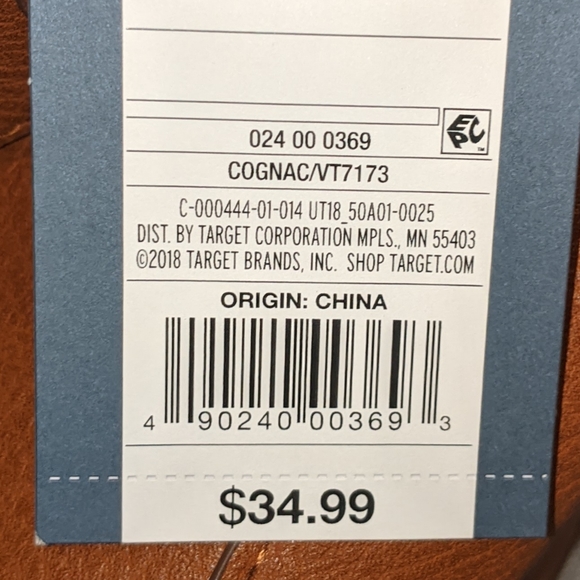 EPC
024 00 0369
COGNAC/VT7173
C-000444-01-014 UT18_50A01-0025
DIST. BY TARGET CORPORATION MPLS., MN 55403
©2018 TARGET BRANDS, INC. SHOP TARGET.COM
ORIGIN: CHINA
4 90240 00369 3
$34.99